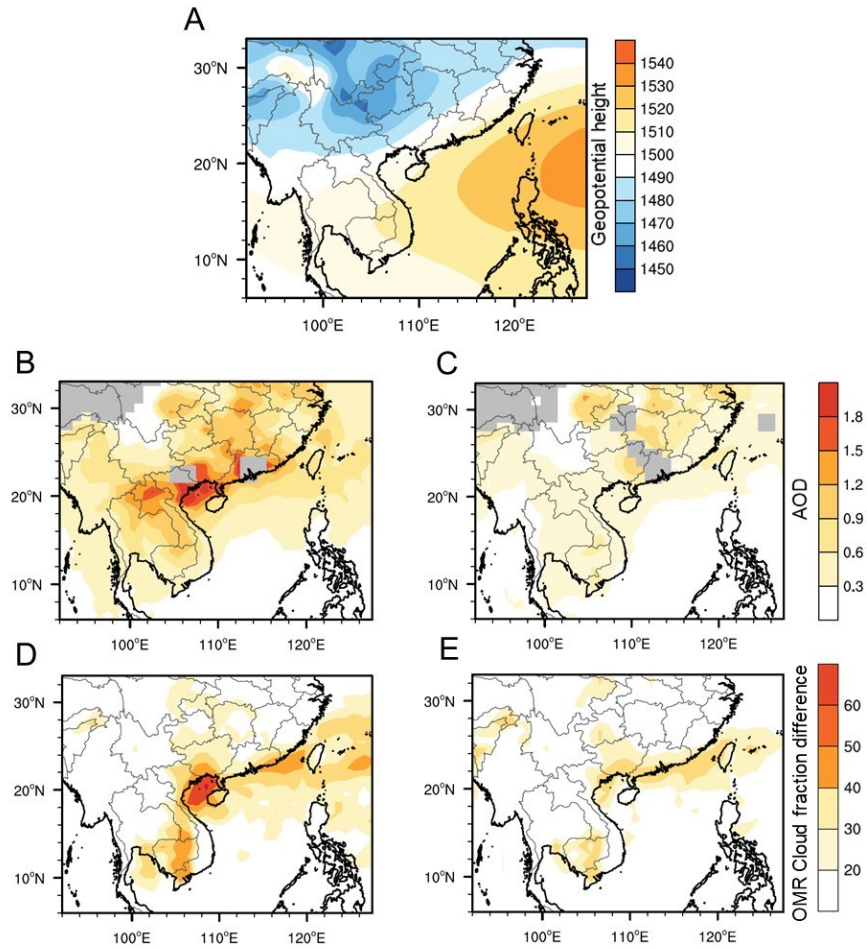 A
30°N
20°N
10°N
100°E
110°E
120°E
1540
1530
1520
1510
1500
1490
1480
1470
1460
1450
Geopotential height
B
30°N
20°N
10°N
100°E
110°E
120°E
C
30°N
20°N
10°N
100°E
110°E
120°E
1.8
1.5
1.2
0.9
0.6
0.3
AOD
D
30°N
20°N
10°N
100°E
110°E
120°E
E
30°N
20°N
10°N
100°E
110°E
120°E
60
50
40
30
20
OMR Cloud fraction difference